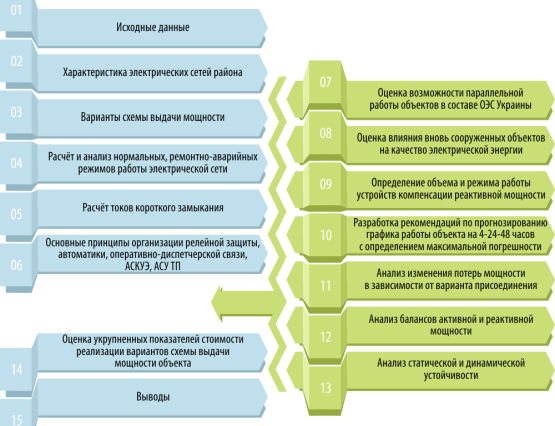 01
Исходные данные
02
Характеристика электрических сетей района
03
Варианты схемы выдачи мощности
04
Расчёт и анализ нормальных, ремонтно-аварийных
режимов работы электрической сети
05
Расчёт токов короткого замыкания
06
Основные принципы организации релейной защиты,
автоматики, оперативно-диспетчерской связи,
АСКУЭ, АСУ ТП
07
Оценка возможности параллельной
работы объектов в составе ОЭС Украины
08
Оценка влияния вновь сооруженных объектов
на качество электрической энергии
09
Определение объема и режима работы
устройств компенсации реактивной мощности
10
Разработка рекомендаций по прогнозированию
графика работы объекта на 4-24-48 часов
с определением максимальной погрешности
11
Анализ изменения потерь мощности
в зависимости от варианта присоединения
12
Анализ балансов активной и реактивной
мощности
13
Анализ статической и динамической
устойчивости
14
Оценка укрупненных показателей стоимости
реализации вариантов схемы выдачи
мощности объекта
15
Выводы